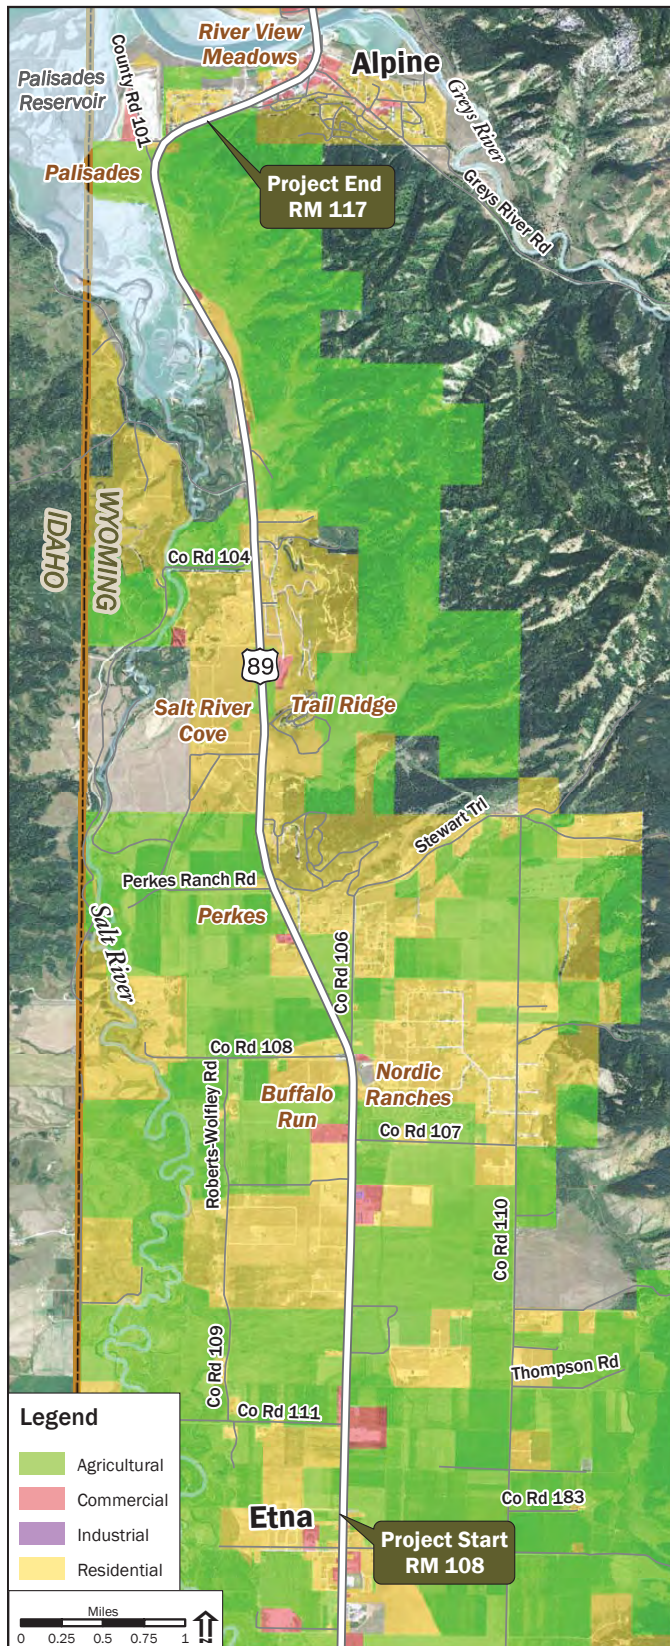 River View
Meadows
Alpine
County Rd 101
Palisades
Reservoir
Greys River
Palisades
Project End
RM 117
Greys River Rd
IDAHO
WYOMING
Co Rd 104
89
Salt River
Cove
Trail Ridge
Stewart Trl
Perkes Ranch Rd
Perkes
Salt River
Co Rd 106
Co Rd 108
Roberts-Wolfley Rd
Buffalo
Run
Nordic
Ranches
Co Rd 107
Co Rd 110
Co Rd 109
Thompson Rd
Co Rd 111
Co Rd 183
Etna
Project Start
RM 108
Legend
Agricultural
Commercial
Industrial
Residential
Miles
0 0.25 0.5 0.75 1
N